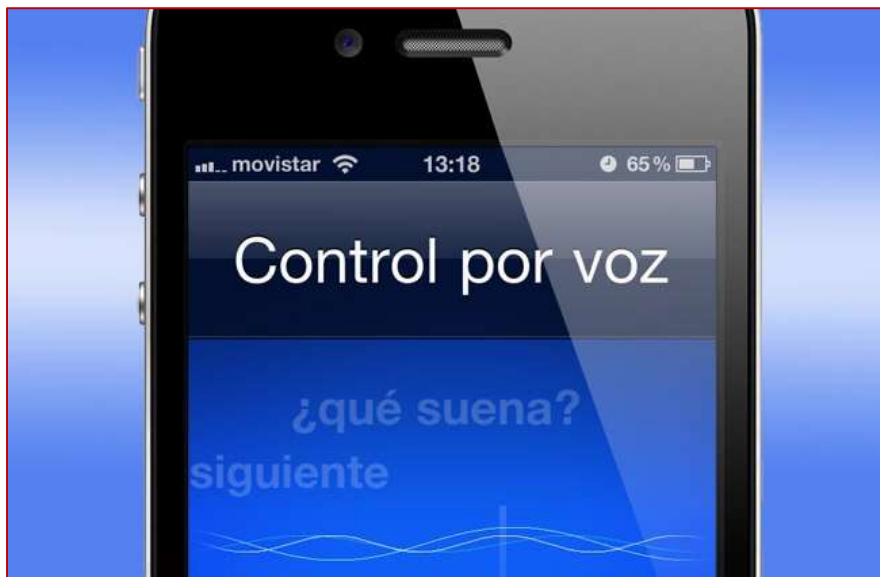 movistar 13:18 65%
Control por voz
¿qué suena?
siguiente